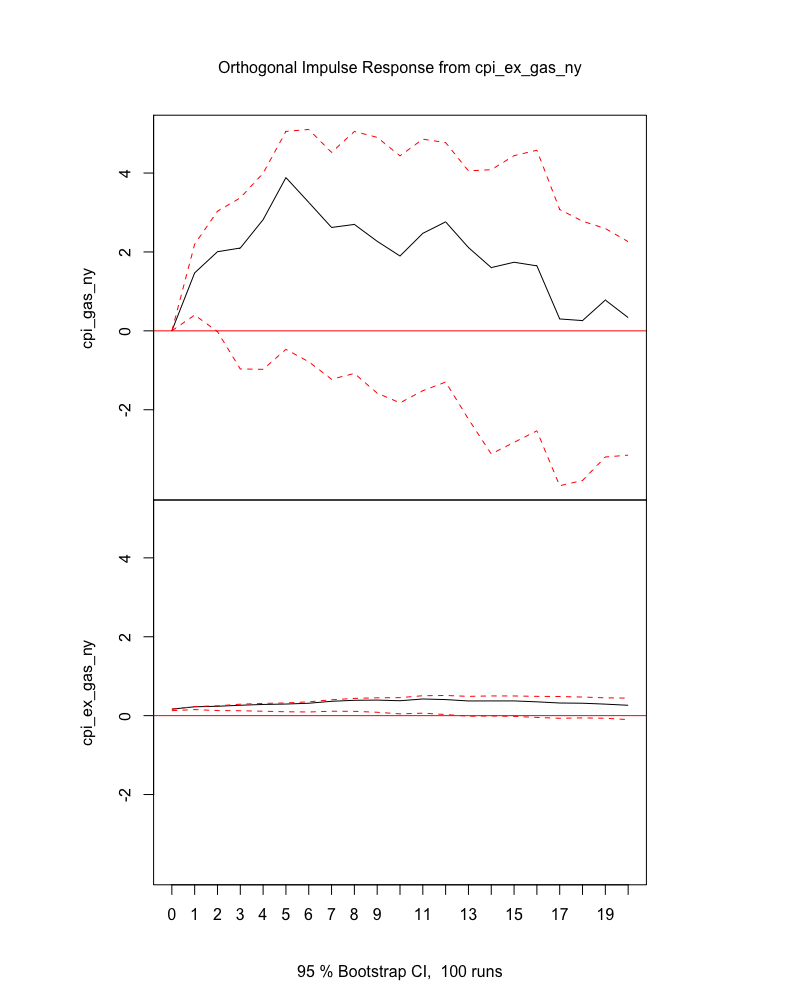 Orthogonal Impulse Response from cpi_ex_gas_ny
cpi_gas_ny
4
2
0
-2
cpi_ex_gas_ny
4
2
0
-2
0 1 2 3 4 5 6 7 8 9 11 13 15 17 19
95 % Bootstrap CI,  100 runs